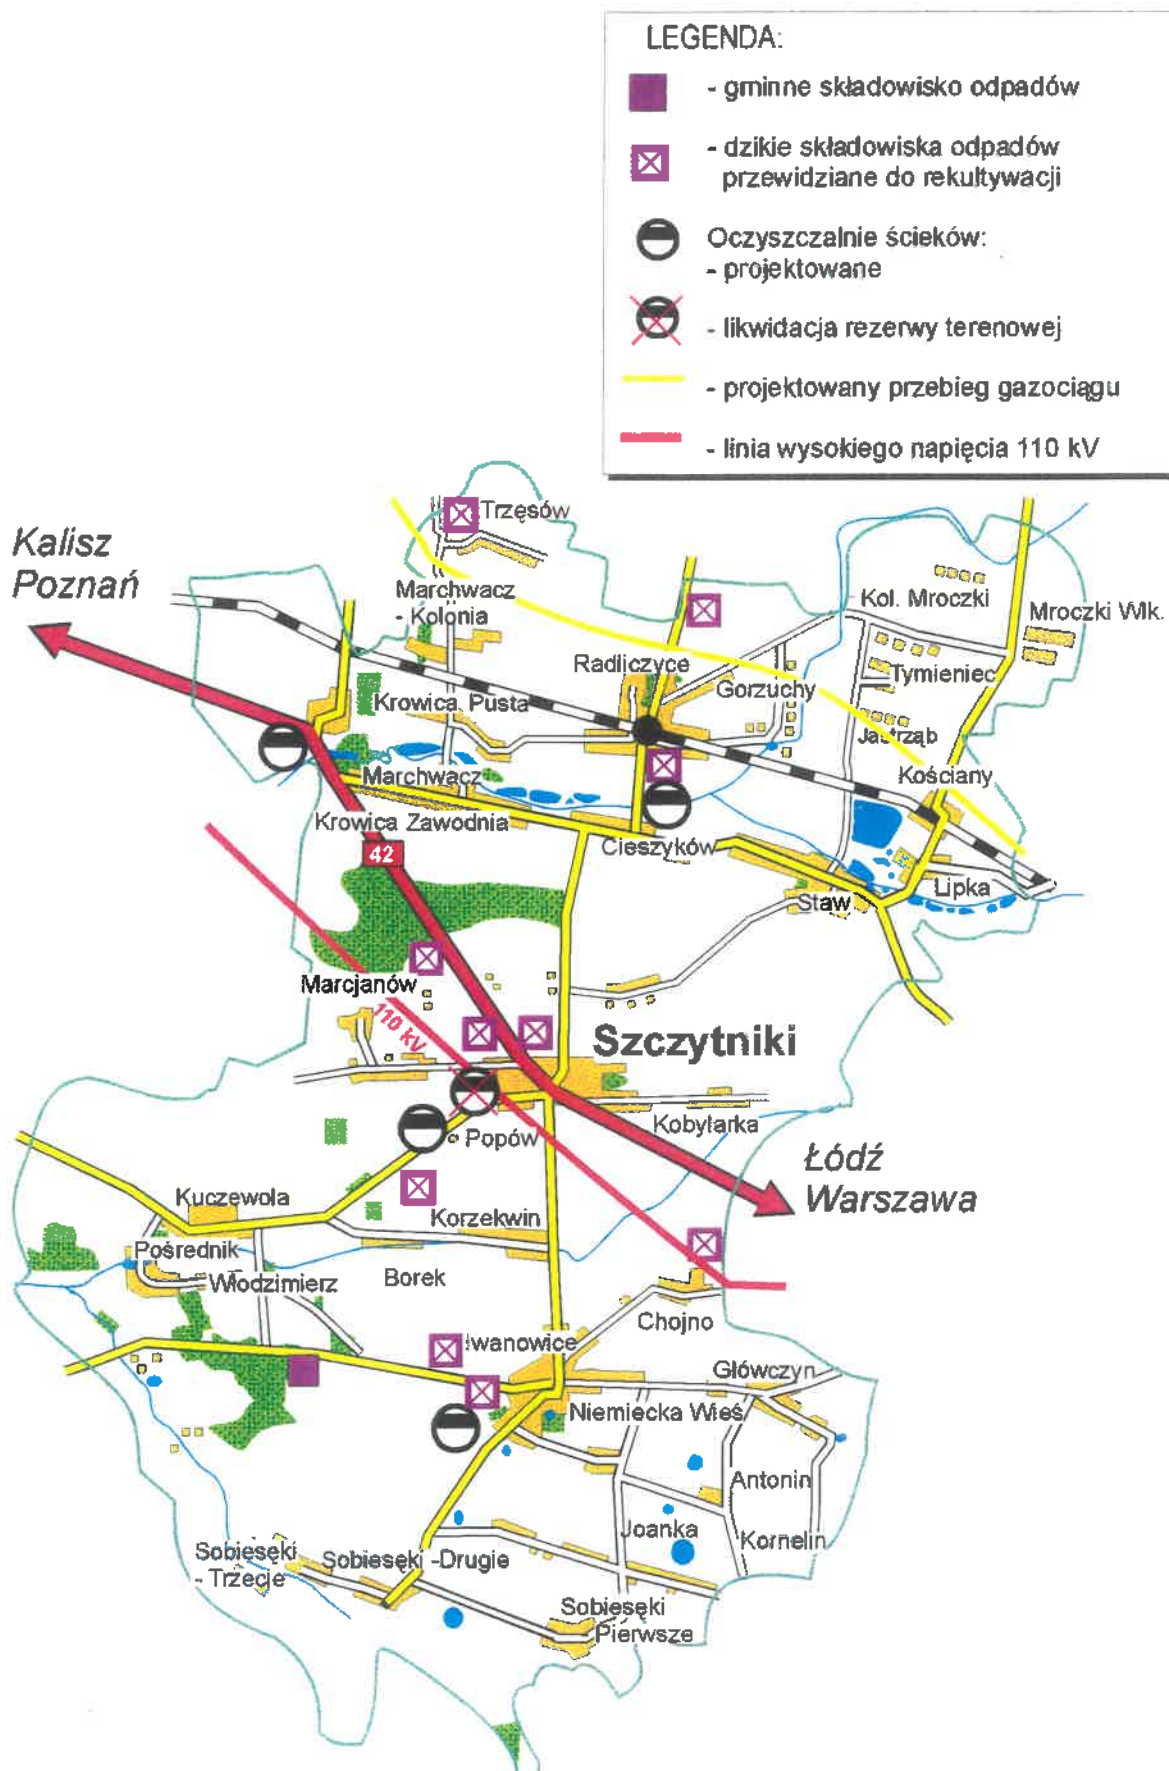 LEGENDA:
- gminne składowisko odpadów
- dzikie składowiska odpadów
przewidziane do rekultywacji
Oczyszczalnie ścieków:
- projektowane
- likwidacja rezerwy terenowej
- projektowany przebieg gazociągu
- linia wysokiego napięcia 110 kV
Trzęsów
Kalisz
Poznań
Marchwacz
- Kolonia
Kol. Mroczki
Mroczki Wlk.
Radliczyce
Gorzuchy
Tymieniec
Krowica Pusta
Jastrząb
Marchwacz
Kościany
Krowica Zawodnia
42
Cieszyków
Staw
Lipka
Marcjanów
110 kV
Szczytniki
Popów
Kobylarka
Łódź
Warszawa
Kuczewola
Korzekwin
Pośrednik
Włodzimierz
Borek
Chojno
Iwanowice
Główczyn
Niemiecka Wieś
Antonin
Joanka
Kornelin
Sobiesęki
- Trzecje
Sobiesęki -Drugie
Sobiesęki
Pierwsze